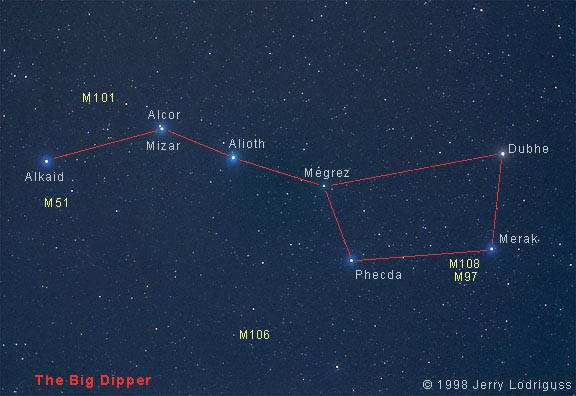 M101
Alcor
Mizar
Alioth
Alkaid
M51
Megrez
Dubhe
Merak
M108
M97
Phecda
M106
The Big Dipper
© 1998 Jerry Lodriguss